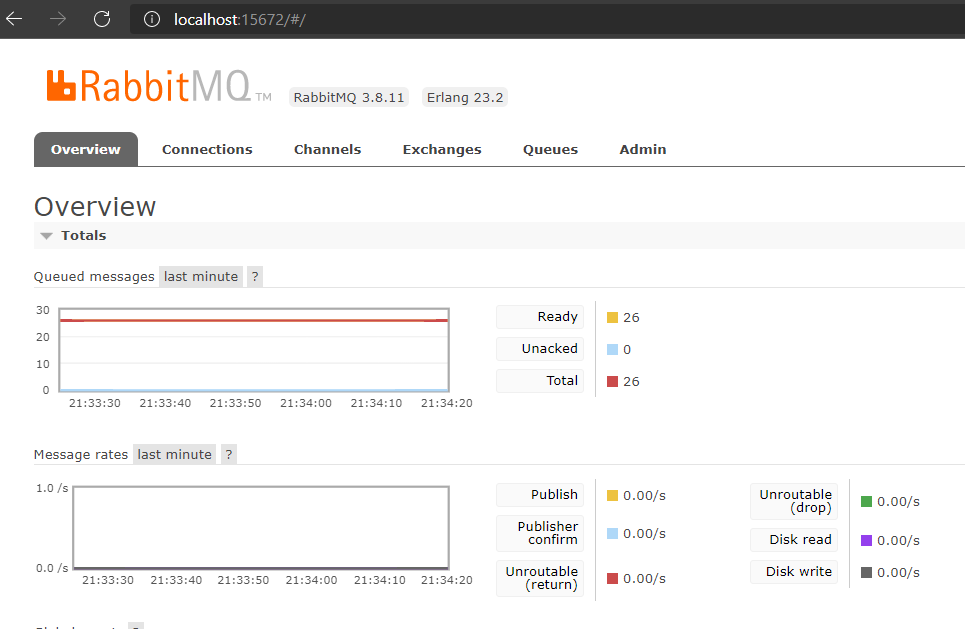 localhost:15672/#/
RabbitMQ TM RabbitMQ 3.8.11 Erlang 23.2
Overview Connections Channels Exchanges Queues Admin
Overview
Totals
Queued messages last minute ?
30
20
10
0
21:33:30 21:33:40 21:33:50 21:34:00 21:34:10 21:34:20
Ready 26
Unacked 0
Total 26
Message rates last minute ?
1.0 /s
0.0 /s
21:33:30 21:33:40 21:33:50 21:34:00 21:34:10 21:34:20
Publish 0.00/s
Publisher
confirm 0.00/s
Unroutable
(return) 0.00/s
Unroutable
(drop) 0.00/s
Disk read 0.00/s
Disk write 0.00/s